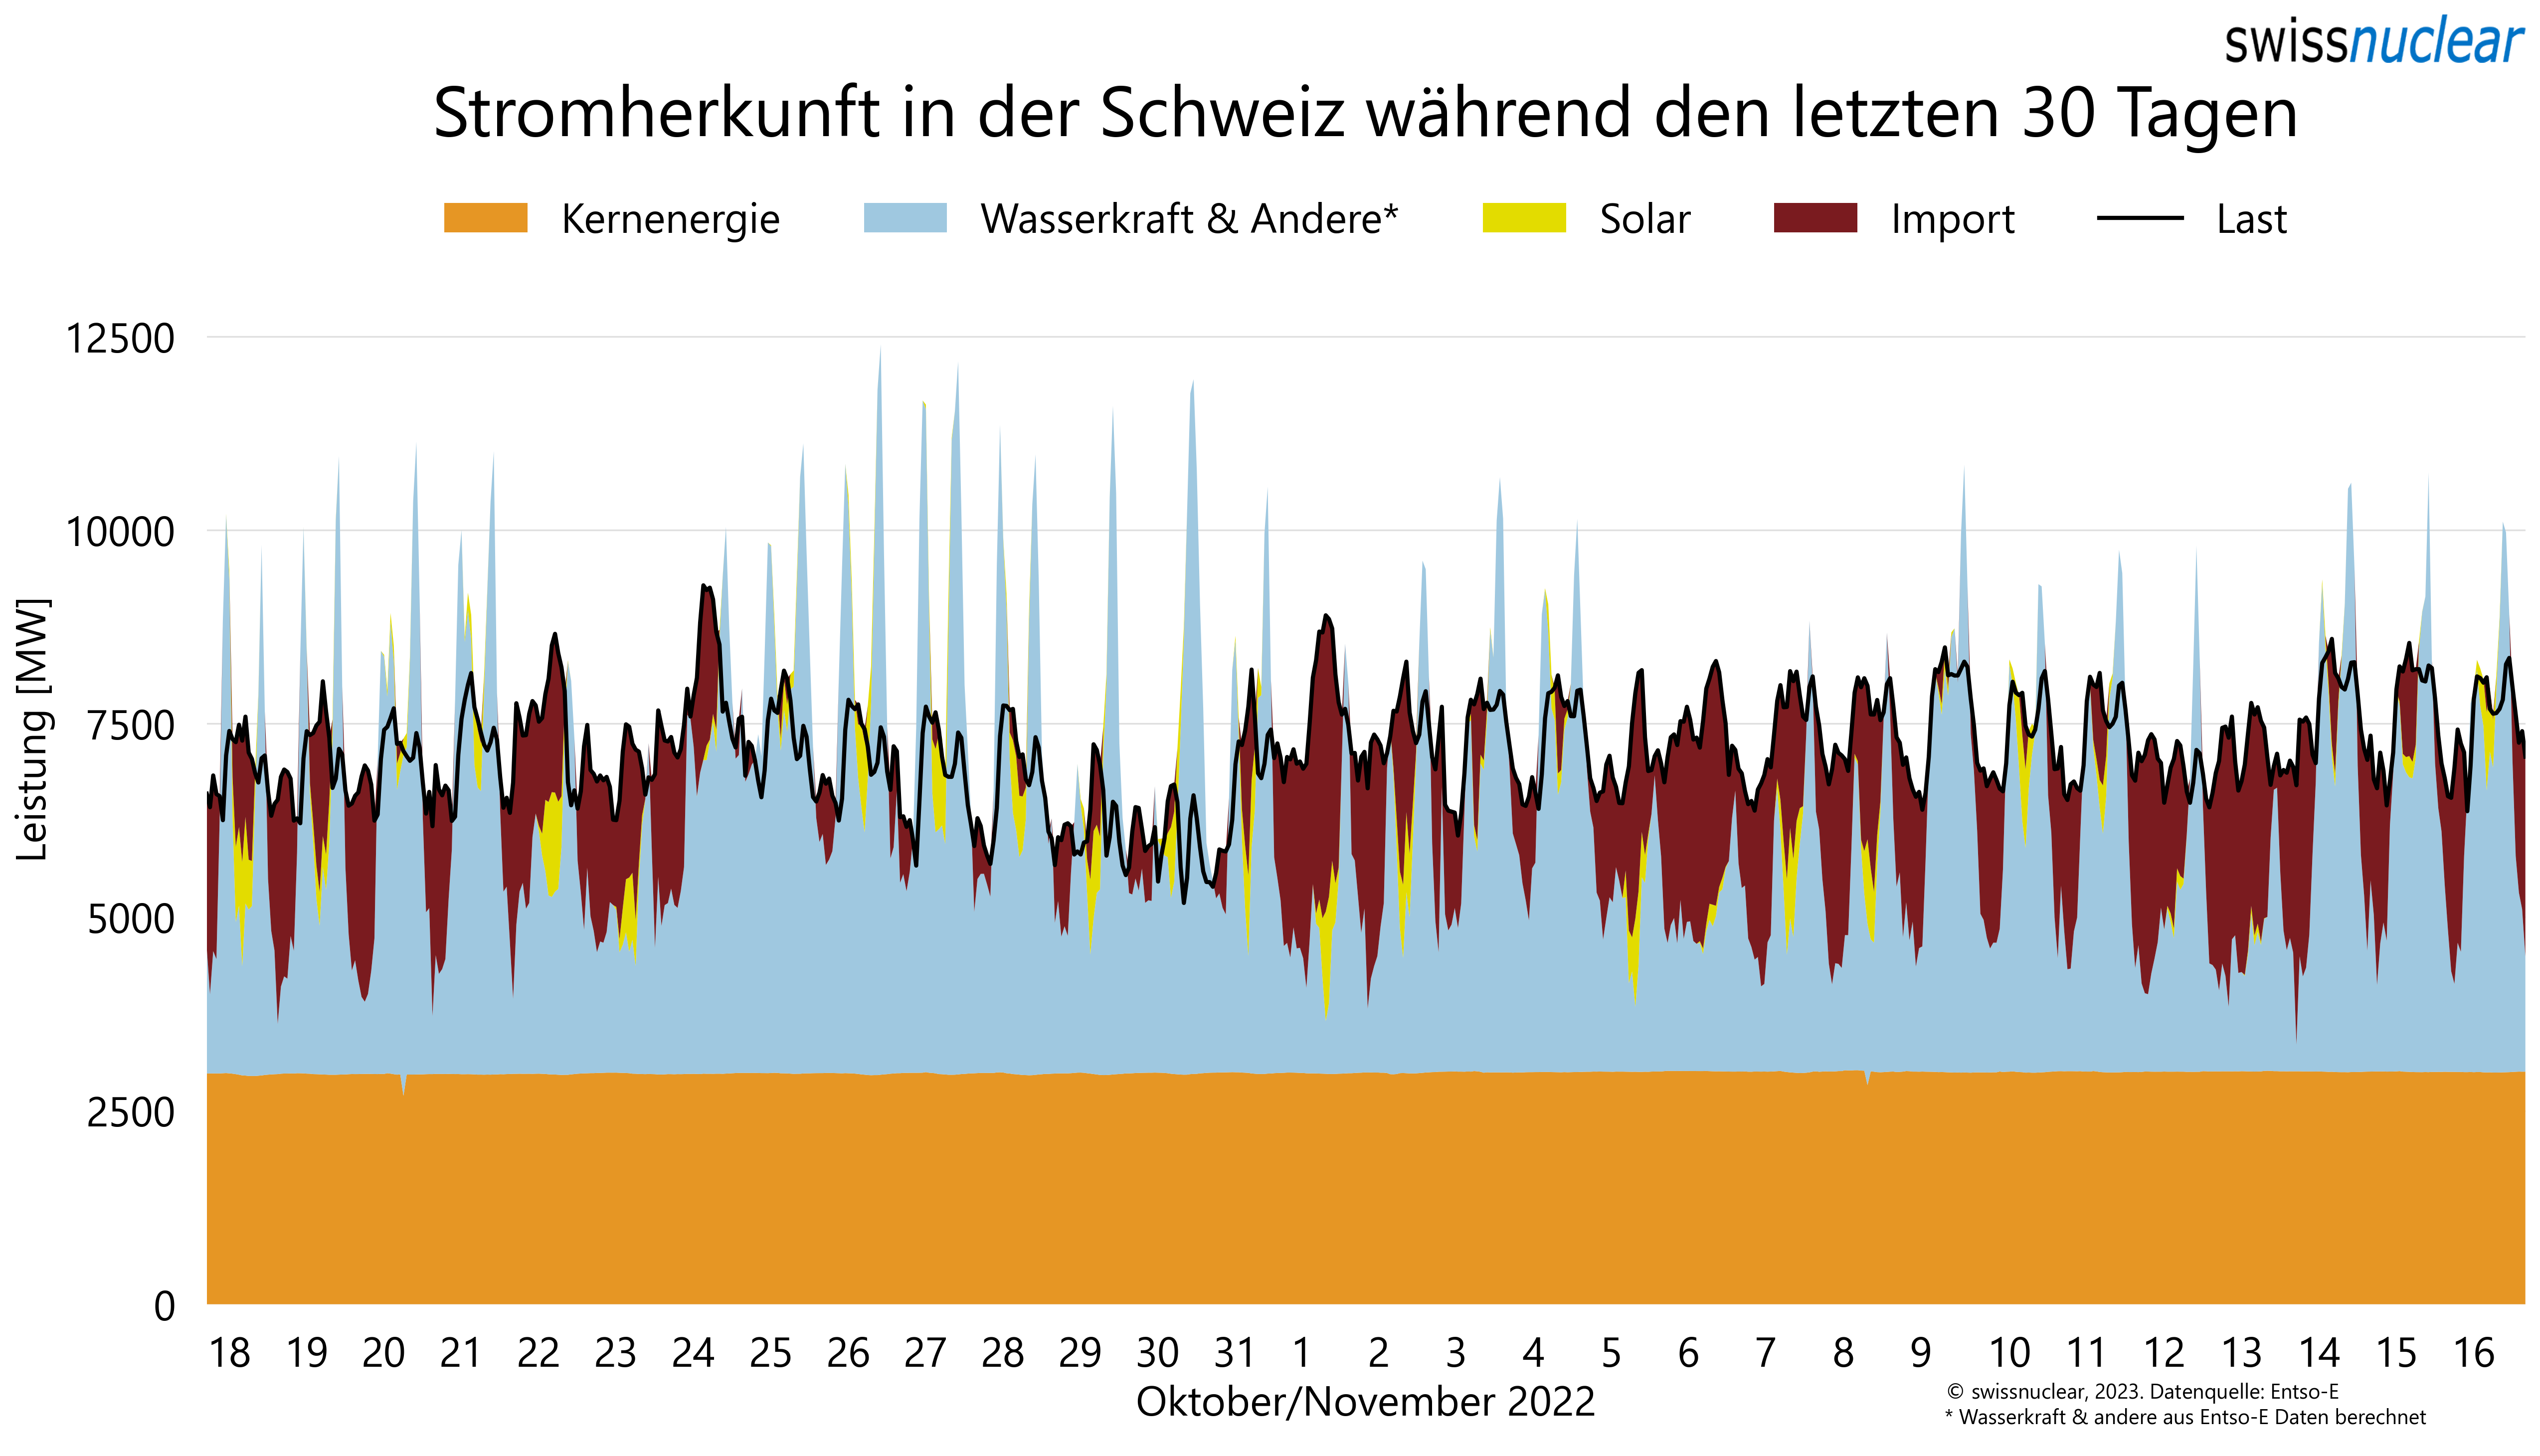 swissnuclear
Stromherkunft in der Schweiz während den letzten 30 Tagen
Kernenergie Wasserkraft & Andere* Solar Import Last
Leistung [MW]
12500
10000
7500
5000
2500
0
18 19 20 21 22 23 24 25 26 27 28 29 30 31 1 2 3 4 5 6 7 8 9 10 11 12 13 14 15 16
Oktober/November 2022
© swissnuclear, 2023. Datenquelle: Entso-E
* Wasserkraft & andere aus Entso-E Daten berechnet